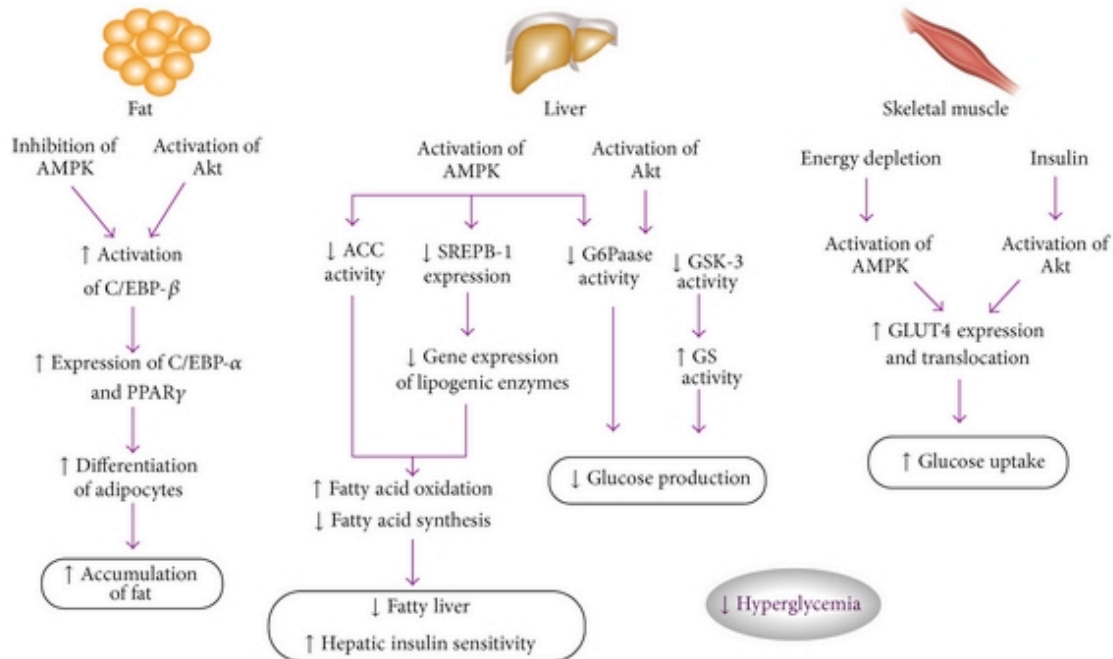 Fat
Inhibition of
AMPK
Activation of
Akt
↑ Activation
of C/EBP-β
↑ Expression of C/EBP-α
and PPARγ
↑ Differentiation
of adipocytes
↑ Accumulation
of fat
Liver
Activation of
AMPK
Activation of
Akt
↓ ACC
activity
↓ SREPB-1
expression
↓ G6Paase
activity
↓ GSK-3
activity
↓ Gene expression
of lipogenic enzymes
↑ GS
activity
↑ Fatty acid oxidation
↓ Fatty acid synthesis
↓ Glucose production
↓ Fatty liver
↑ Hepatic insulin sensitivity
Skeletal muscle
Energy depletion
Insulin
Activation of
AMPK
Activation of
Akt
↑ GLUT4 expression
and translocation
↑ Glucose uptake
↓ Hyperglycemia